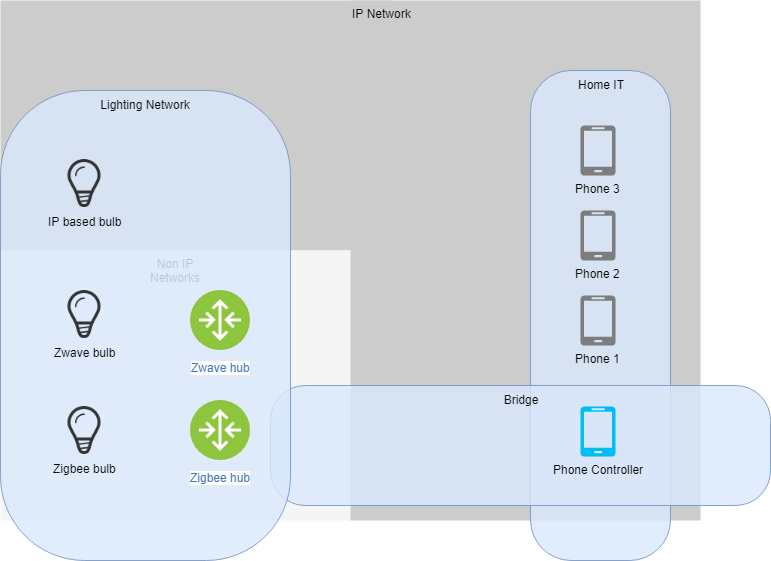 IP Network
Home IT
Lighting Network
Phone 3
IP based bulb
Non IP
Networks
Phone 2
Zwave bulb
Zwave hub
Phone 1
Bridge
Zigbee bulb
Zigbee hub
Phone Controller